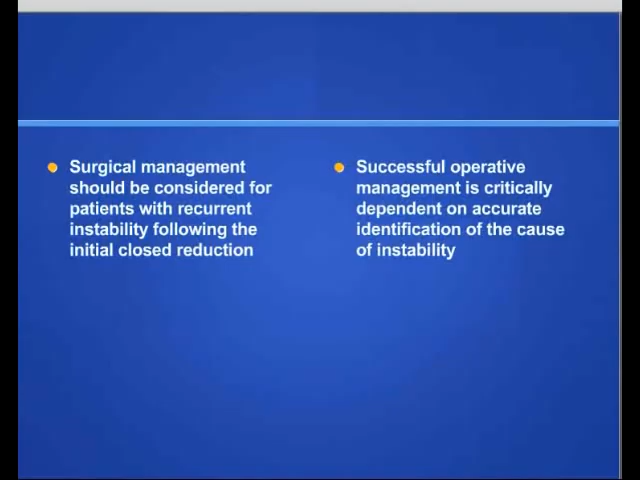 Surgical management
should be considered for
patients with recurrent
instability following the
initial closed reduction
Successful operative
management is critically
dependent on accurate
identification of the cause
of instability